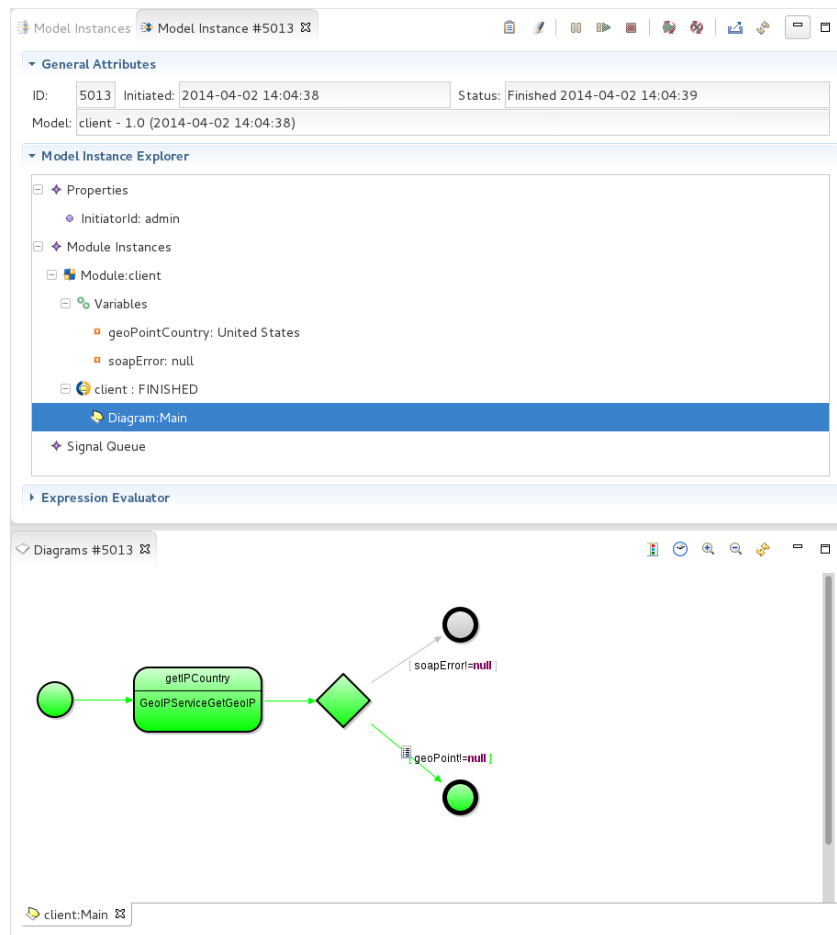 Model Instances Model Instance #5013
General Attributes
ID: 5013 Initiated: 2014-04-02 14:04:38 Status: Finished 2014-04-02 14:04:39
Model: client - 1.0 (2014-04-02 14:04:38)
Model Instance Explorer
Properties
InitiatorId: admin
Module Instances
Module:client
Variables
geoPointCountry: United States
soapError: null
client : FINISHED
Diagram:Main
Signal Queue
Expression Evaluator
Diagrams #5013
[ soapError!=null ]
getIPCountry
GeoIPServiceGetGeoIP
[ geoPoint!=null ]
client:Main